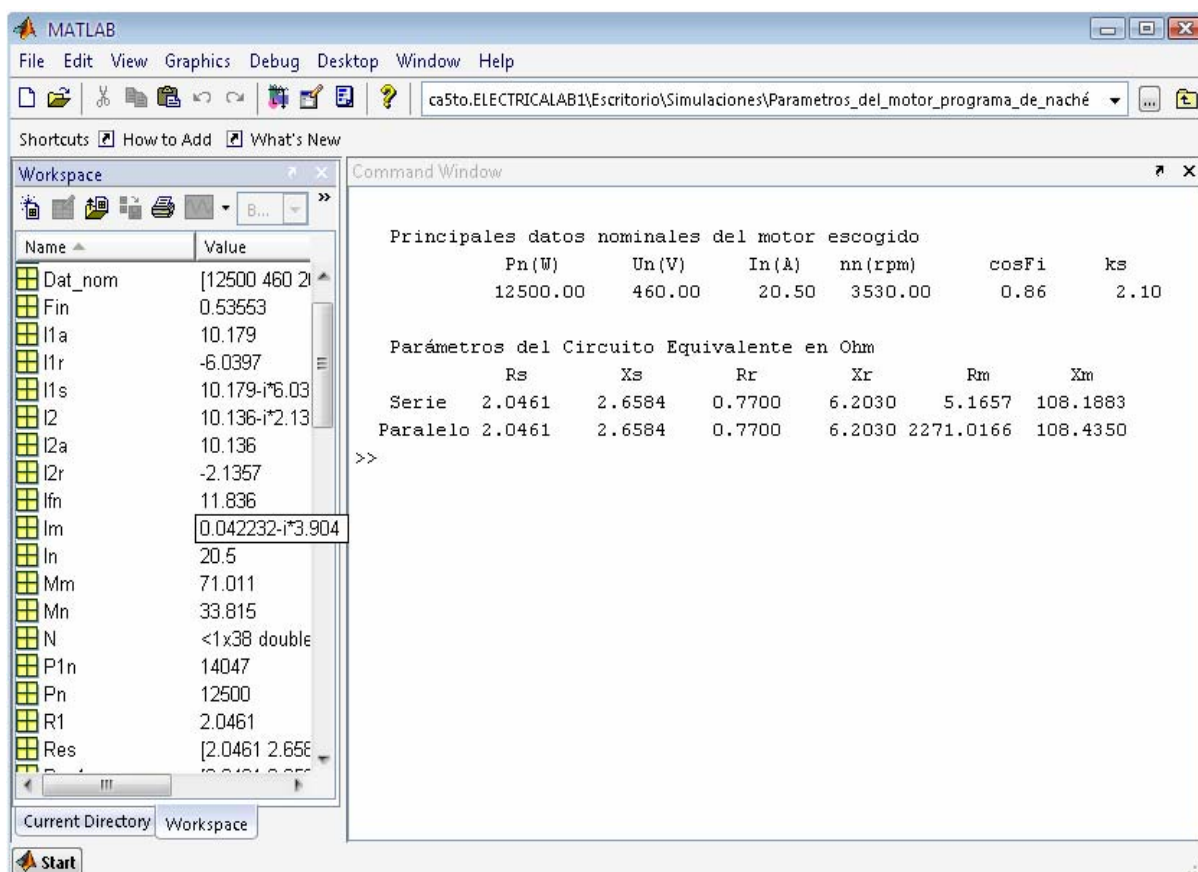 MATLAB
File Edit View Graphics Debug Desktop Window Help
ca5to.ELECTRICALAB1\Escritorio\Simulaciones\Parametros_del_motor_programa_de_naché
Shortcuts How to Add What's New
Workspace
B...
Name Value
Dat_nom [12500 460 20
Fin 0.53553
I1a 10.179
I1r -6.0397
I1s 10.179-i*6.03
I2 10.136-i*2.13
I2a 10.136
I2r -2.1357
Ifn 11.836
Im 0.042232-i*3.904
In 20.5
Mm 71.011
Mn 33.815
N <1x38 double
P1n 14047
Pn 12500
R1 2.0461
Res [2.0461 2.658
Current Directory Workspace
Start
Command Window
Principales datos nominales del motor escogido
Pn(W) Un(V) In(A) nn(rpm) cosFi ks
12500.00 460.00 20.50 3530.00 0.86 2.10
Parámetros del Circuito Equivalente en Ohm
Rs Xs Rr Xr Rm Xm
Serie 2.0461 2.6584 0.7700 6.2030 5.1657 108.1883
Paralelo 2.0461 2.6584 0.7700 6.2030 2271.0166 108.4350
>>